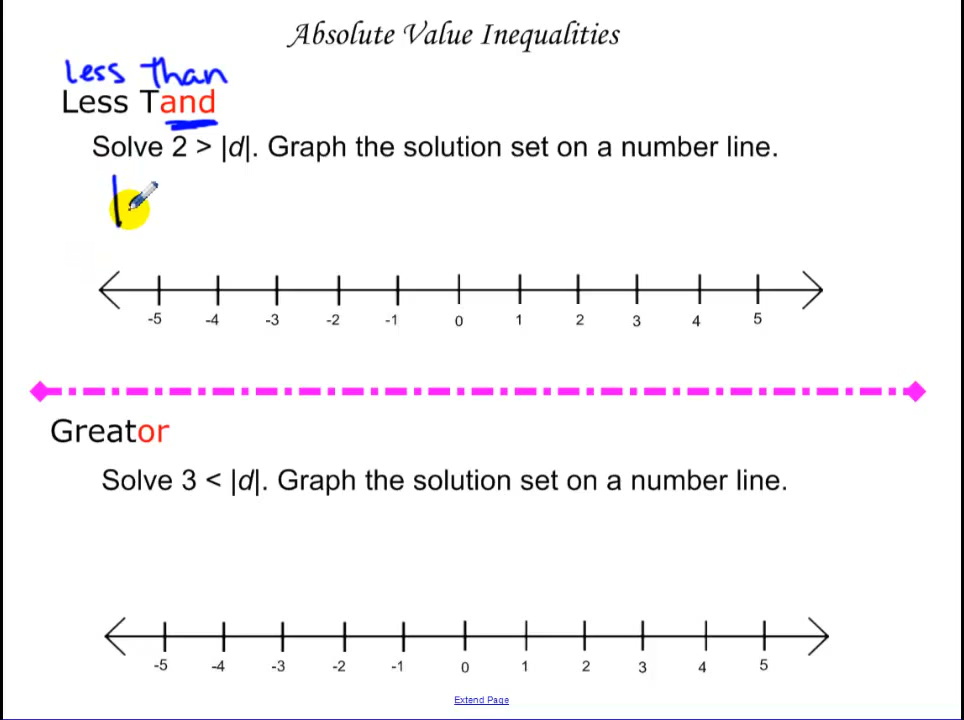 Absolute Value Inequalities
Less than
Less Tand
Solve 2 > |d|. Graph the solution set on a number line.
|
-5 -4 -3 -2 -1 0 1 2 3 4 5
Greator
Solve 3 < |d|. Graph the solution set on a number line.
-5 -4 -3 -2 -1 0 1 2 3 4 5
Extend Page